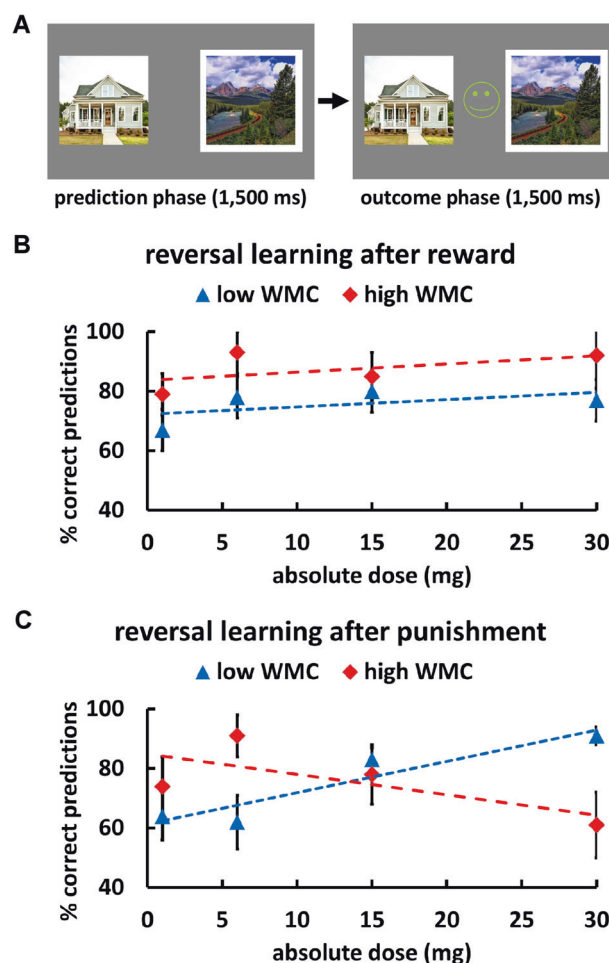 A
prediction phase (1,500 ms)
outcome phase (1,500 ms)
B
reversal learning after reward
low WMC
high WMC
% correct predictions
100
80
60
40
0
5
10
15
20
25
30
absolute dose (mg)
C
reversal learning after punishment
low WMC
high WMC
% correct predictions
100
80
60
40
0
5
10
15
20
25
30
absolute dose (mg)